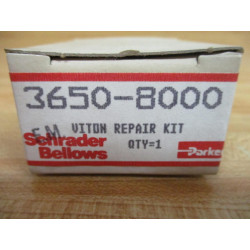 3650-8000
F.M. VITON REPAIR KIT
Schrader
Bellows QTY=1
Parker